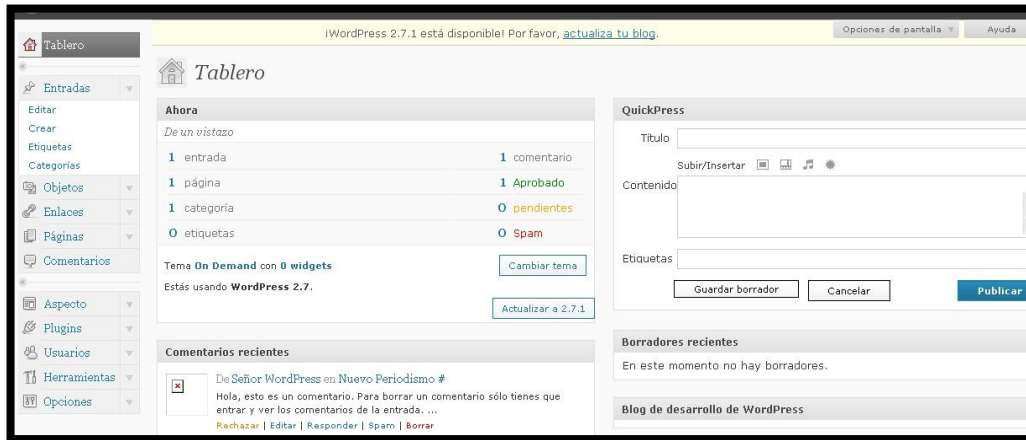 ¡WordPress 2.7.1 está disponible! Por favor, actualiza tu blog.
Opciones de pantalla
Ayuda
Tablero
Entradas
Editar
Crear
Etiquetas
Categorías
Objetos
Enlaces
Páginas
Comentarios
Aspecto
Plugins
Usuarios
Herramientas
Opciones
Tablero
Ahora
De un vistazo
1 entrada 1 comentario
1 página 1 Aprobado
1 categoría 0 pendientes
0 etiquetas 0 Spam
Tema On Demand con 0 widgets Cambiar tema
Estás usando WordPress 2.7.
Actualizar a 2.7.1
Comentarios recientes
De Señor WordPress en Nuevo Periodismo #
Hola, esto es un comentario. Para borrar un comentario sólo tienes que
entrar y ver los comentarios de la entrada. ...
Rechazar | Editar | Responder | Spam | Borrar
QuickPress
Título
Subir/Insertar
Contenido
Etiquetas
Guardar borrador Cancelar Publicar
Borradores recientes
En este momento no hay borradores.
Blog de desarrollo de WordPress